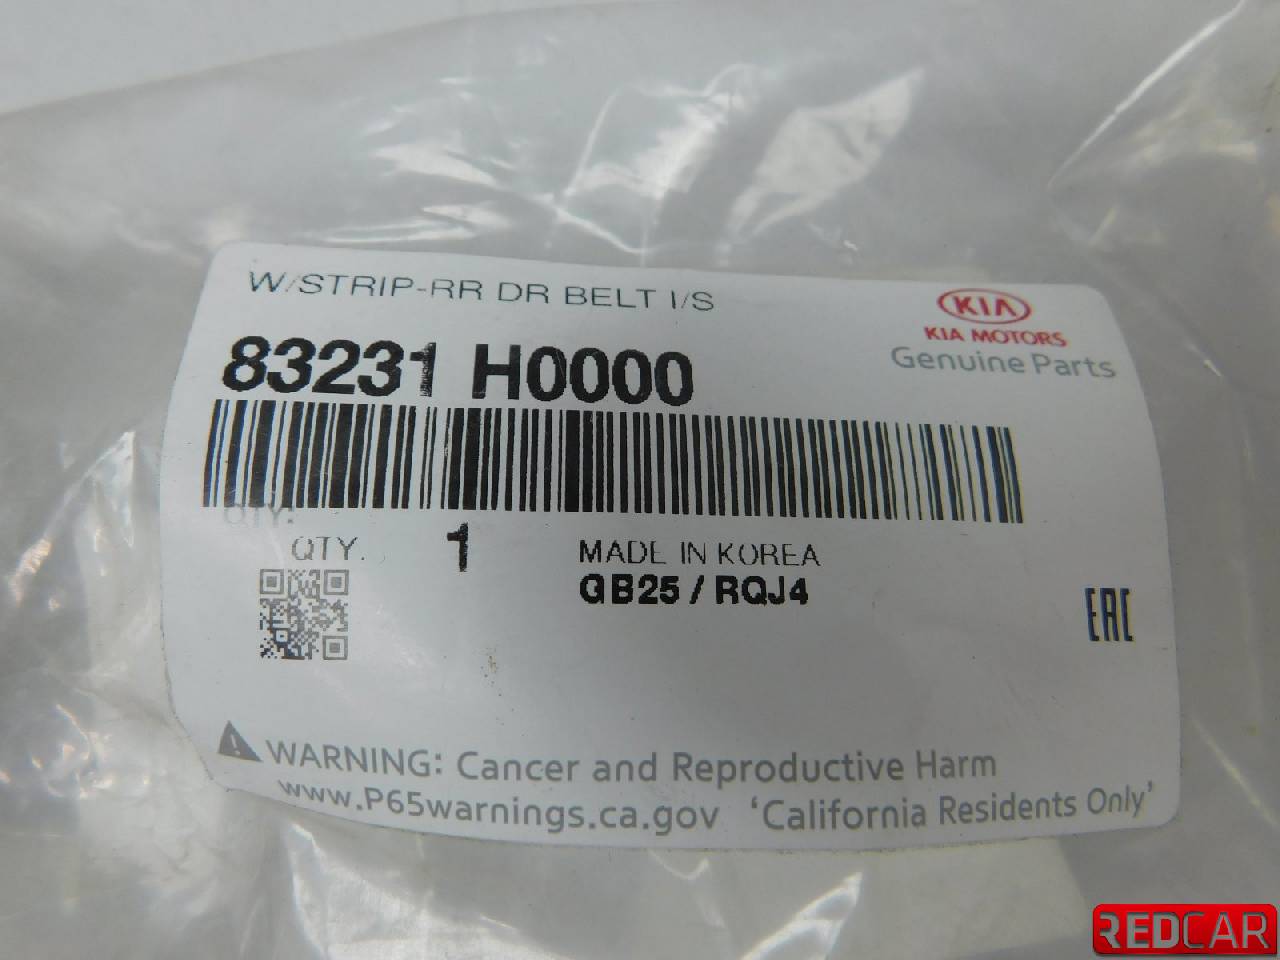 W/STRIP-RR DR BELT I/S
KIA
KIA MOTORS
Genuine Parts
83231 H0000
QTY:
QTY. 1
MADE IN KOREA
GB25 / RQJ4
EAC
WARNING: Cancer and Reproductive Harm
www.P65warnings.ca.gov 'California Residents Only'
REDCAR